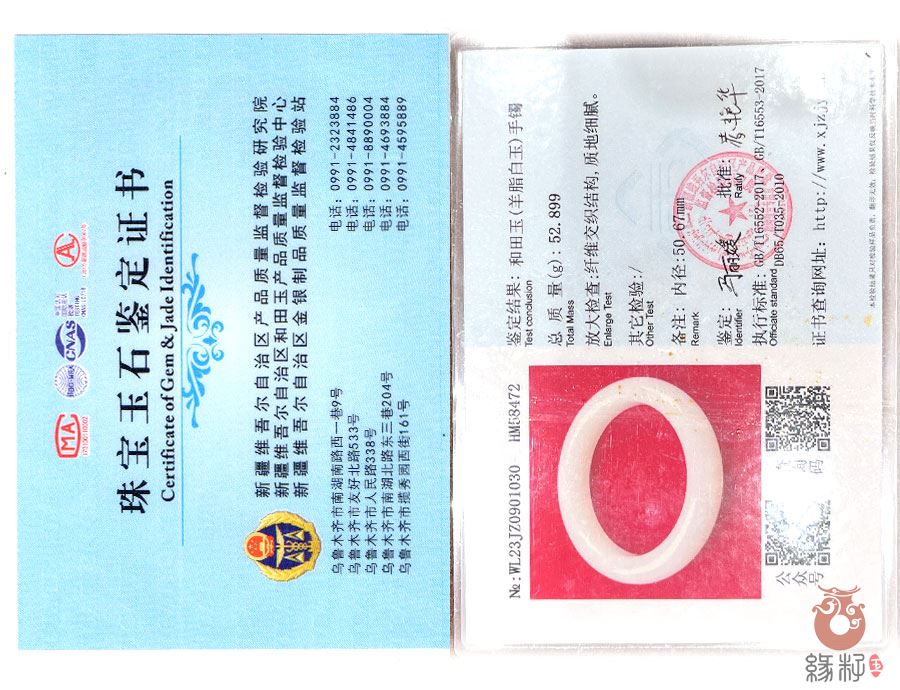 MA
CNAS
珠宝玉石鉴定证书
Certificate of Gem & Jade Identification
新疆维吾尔自治区产品质量监督检验研究院
新疆维吾尔自治区和田玉产品质量监督检验中心
新疆维吾尔自治区金银制品质量监督检验站
乌鲁木齐市南湖南路西一巷9号 电话: 0991-2323884
乌鲁木齐市友好北路533号 电话: 0991-4841486
乌鲁木齐市人民路338号 电话: 0991-8890004
乌鲁木齐市南湖北路东三巷204号 电话: 0991-4693884
乌鲁木齐市揽秀园西街161号 电话: 0991-4595889
№:WL23JZ0901030 HM58472
鉴定结果: 和田玉(羊脂白玉)手镯
Test conclusion
总 质 量(g): 52.899
Total Mass
放大检查:纤维交织结构,质地细腻。
Enlarge Test
其它检验:/
Other Test
备注: 内径:50.67mm
Remark
鉴定: 批准:
Identifier Ratify
执行标准: GB/T16552-2017、GB/T16553-2017
Officiate standard DB65/T035-2010
证书查询网址: http://www.xjzjy
公众号
缘籽
玉